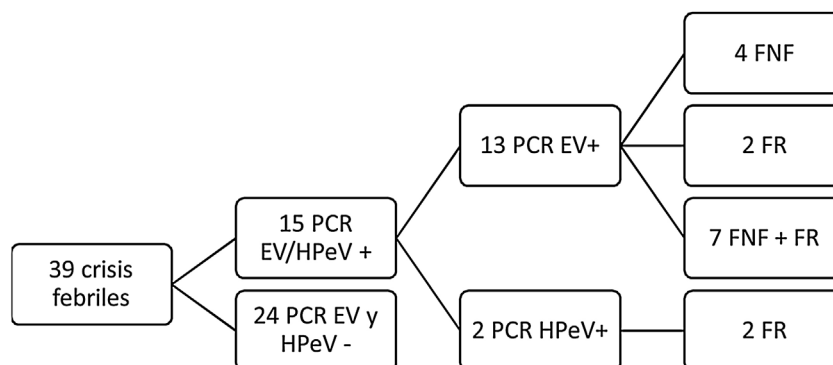 39 crisis
febriles
15 PCR
EV/HPeV +
24 PCR EV y
HPeV -
13 PCR EV+
2 PCR HPeV+
4 FNF
2 FR
7 FNF + FR
2 FR